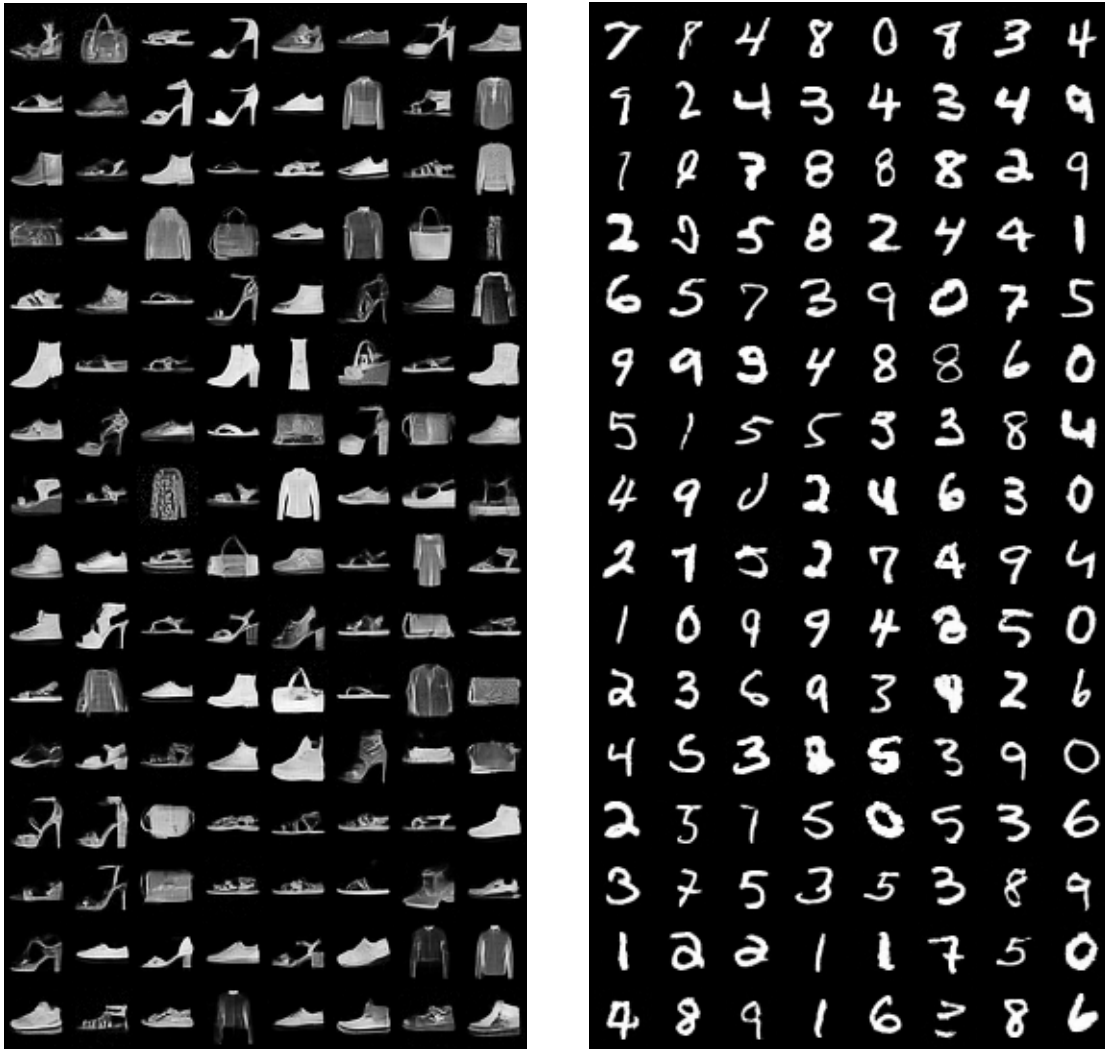 7 8 4 8 0 8 3 4
9 2 4 3 4 3 4 9
1 8 8 8 2 9
2 5 8 2 4 4 1
6 5 7 3 9 0 7 5
9 9 9 4 8 8 6 0
5 1 5 5 3 3 8 4
4 9 2 4 6 3 0
2 7 5 2 7 4 9 4
1 0 9 9 4 3 5 0
2 3 6 9 3 9 2 6
4 5 3 8 5 3 9 0
2 7 5 0 5 3 6
3 7 5 3 5 3 8 9
1 2 2 1 1 7 5 0
4 8 9 1 6 8 6